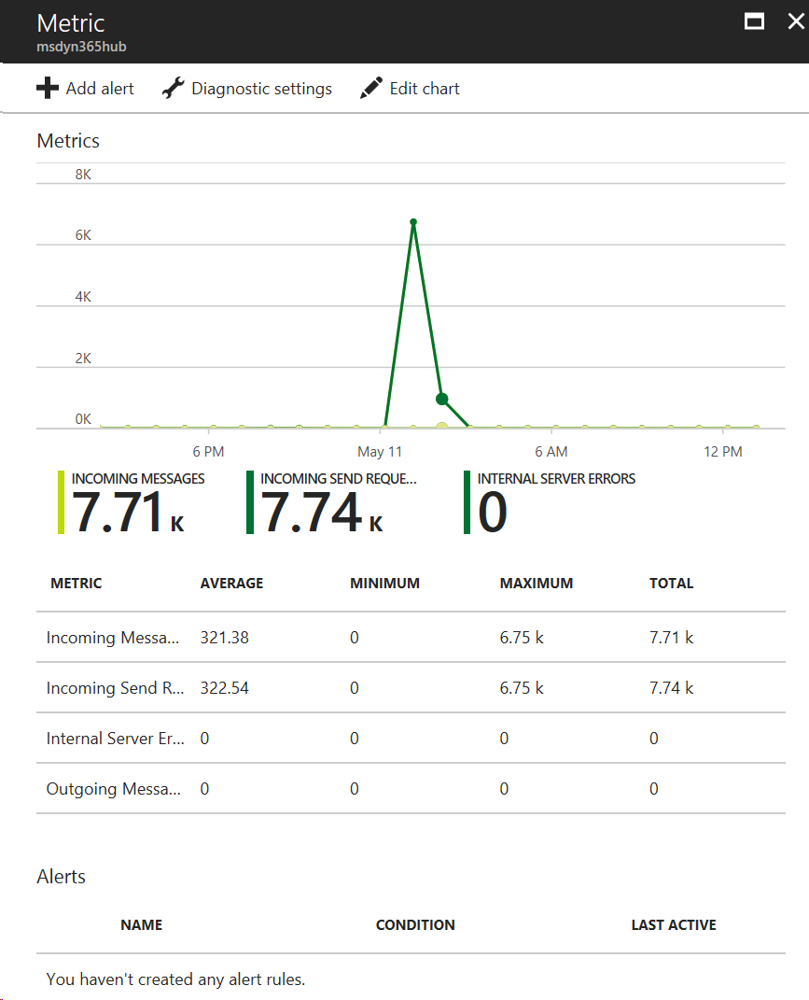 Metric
msdyn365hub
Add alert Diagnostic settings Edit chart
Metrics
8K
6K
4K
2K
0K
6 PM May 11 6 AM 12 PM
INCOMING MESSAGES INCOMING SEND REQUE... INTERNAL SERVER ERRORS
7.71 K 7.74 K 0
METRIC AVERAGE MINIMUM MAXIMUM TOTAL
Incoming Messa... 321.38 0 6.75 k 7.71 k
Incoming Send R... 322.54 0 6.75 k 7.74 k
Internal Server Er... 0 0 0 0
Outgoing Messa... 0 0 0 0
Alerts
NAME CONDITION LAST ACTIVE
You haven't created any alert rules.